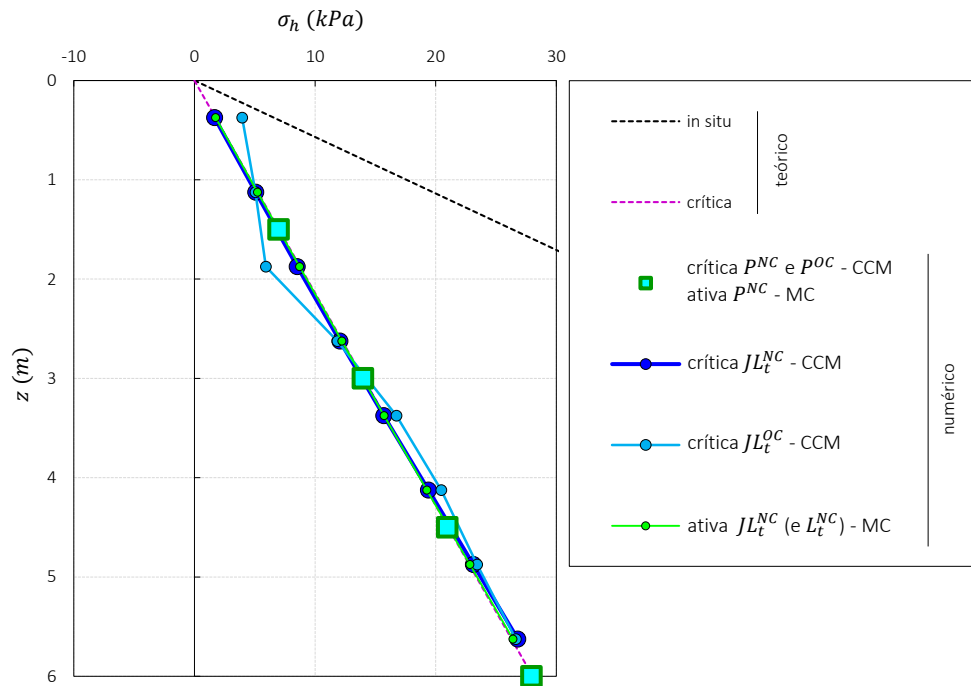 σ_h (kPa)
-10 0 10 20 30
0
1
2
3
4
5
6
z (m)
in situ
crítica
teórico
crítica P^NC e P^OC - CCM
ativa P^NC - MC
crítica JL_t^NC - CCM
crítica JL_t^OC - CCM
ativa JL_t^NC (e L_t^NC) - MC
numérico